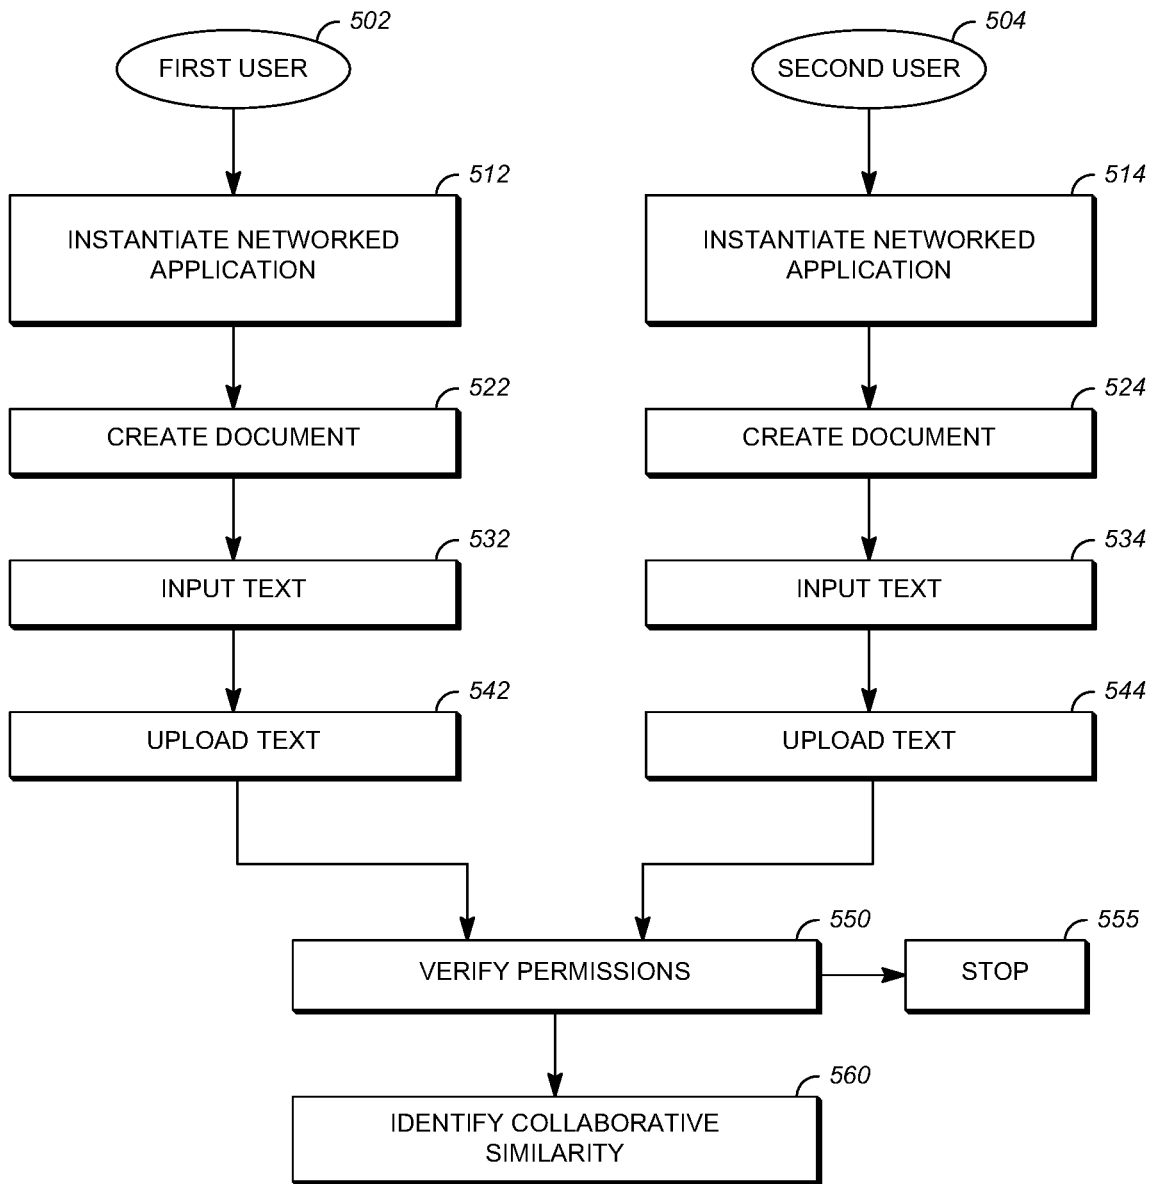 502
504
FIRST USER
SECOND USER
512
514
INSTANTIATE NETWORKED
APPLICATION
INSTANTIATE NETWORKED
APPLICATION
522
524
CREATE DOCUMENT
CREATE DOCUMENT
532
534
INPUT TEXT
INPUT TEXT
542
544
UPLOAD TEXT
UPLOAD TEXT
550
555
VERIFY PERMISSIONS
STOP
560
IDENTIFY COLLABORATIVE
SIMILARITY